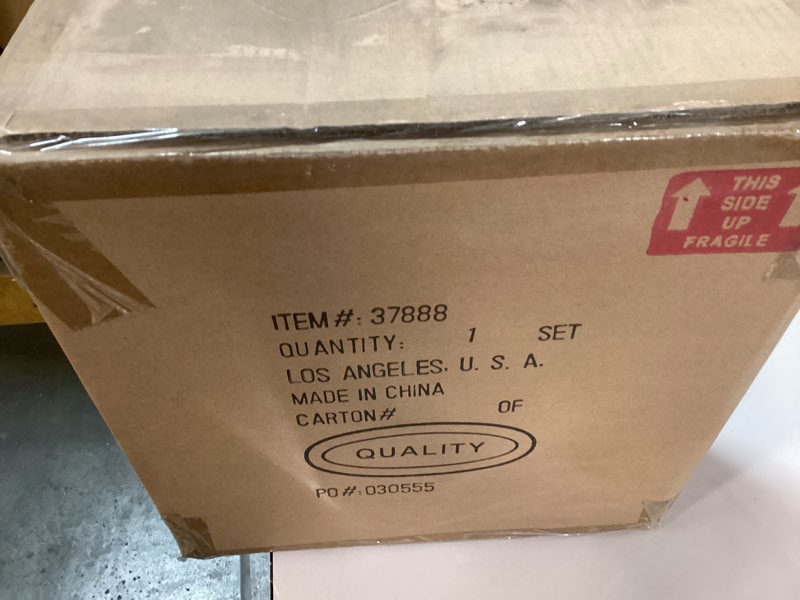 THIS
SIDE
UP
FRAGILE
ITEM #: 37888
QUANTITY: 1 SET
LOS ANGELES, U. S. A.
MADE IN CHINA
CARTON# OF
QUALITY
PO#:030555